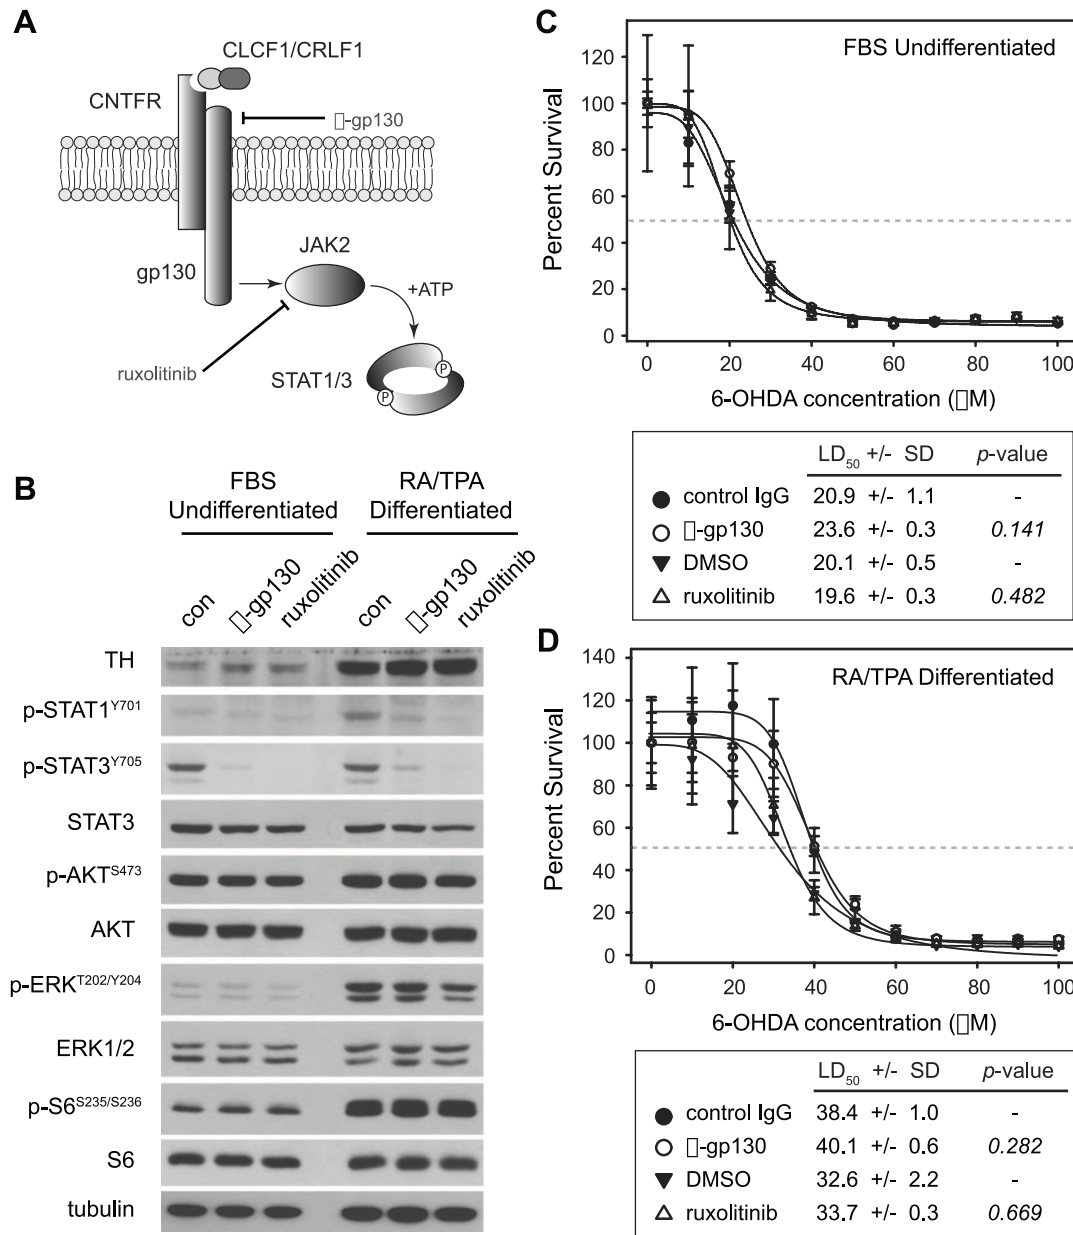 A
CLCF1/CRLF1
CNTFR
▯-gp130
gp130
JAK2
+ATP
ruxolitinib
STAT1/3
P
P
B
FBS
Undifferentiated
RA/TPA
Differentiated
con
▯-gp130
ruxolitinib
con
▯-gp130
ruxolitinib
TH
p-STAT1Y701
p-STAT3Y705
STAT3
p-AKTS473
AKT
p-ERKT202/Y204
ERK1/2
p-S6S235/S236
S6
tubulin
C
FBS Undifferentiated
Percent Survival
120
100
80
60
40
20
0
0 20 40 60 80 100
6-OHDA concentration (▯M)
LD50 +/- SD p-value
control IgG 20.9 +/- 1.1 -
▯-gp130 23.6 +/- 0.3 0.141
DMSO 20.1 +/- 0.5 -
ruxolitinib 19.6 +/- 0.3 0.482
D
RA/TPA Differentiated
Percent Survival
140
120
100
80
60
40
20
0
0 20 40 60 80 100
6-OHDA concentration (▯M)
LD50 +/- SD p-value
control IgG 38.4 +/- 1.0 -
▯-gp130 40.1 +/- 0.6 0.282
DMSO 32.6 +/- 2.2 -
ruxolitinib 33.7 +/- 0.3 0.669